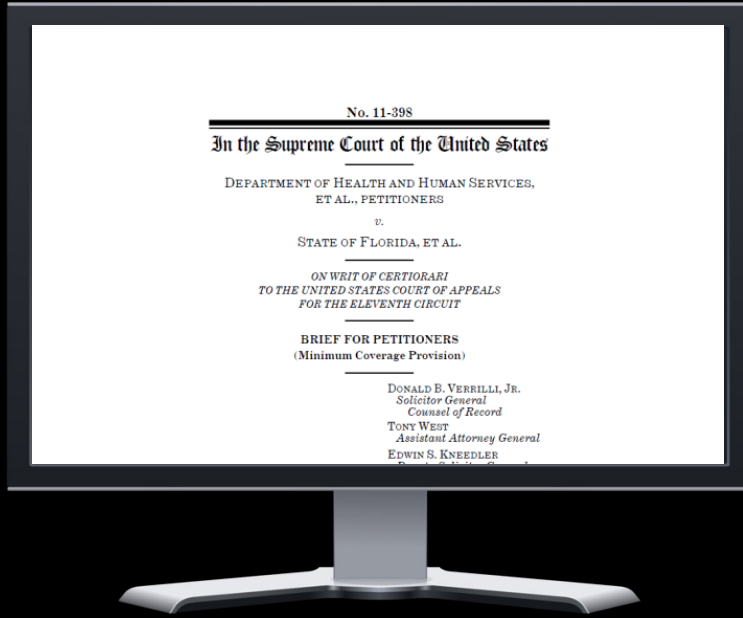 No. 11-398
In the Supreme Court of the United States
DEPARTMENT OF HEALTH AND HUMAN SERVICES,
ET AL., PETITIONERS
v.
STATE OF FLORIDA, ET AL.
ON WRIT OF CERTIORARI
TO THE UNITED STATES COURT OF APPEALS
FOR THE ELEVENTH CIRCUIT
BRIEF FOR PETITIONERS
(Minimum Coverage Provision)
DONALD B. VERRILLI, JR.
Solicitor General
Counsel of Record
TONY WEST
Assistant Attorney General
EDWIN S. KNEEDLER